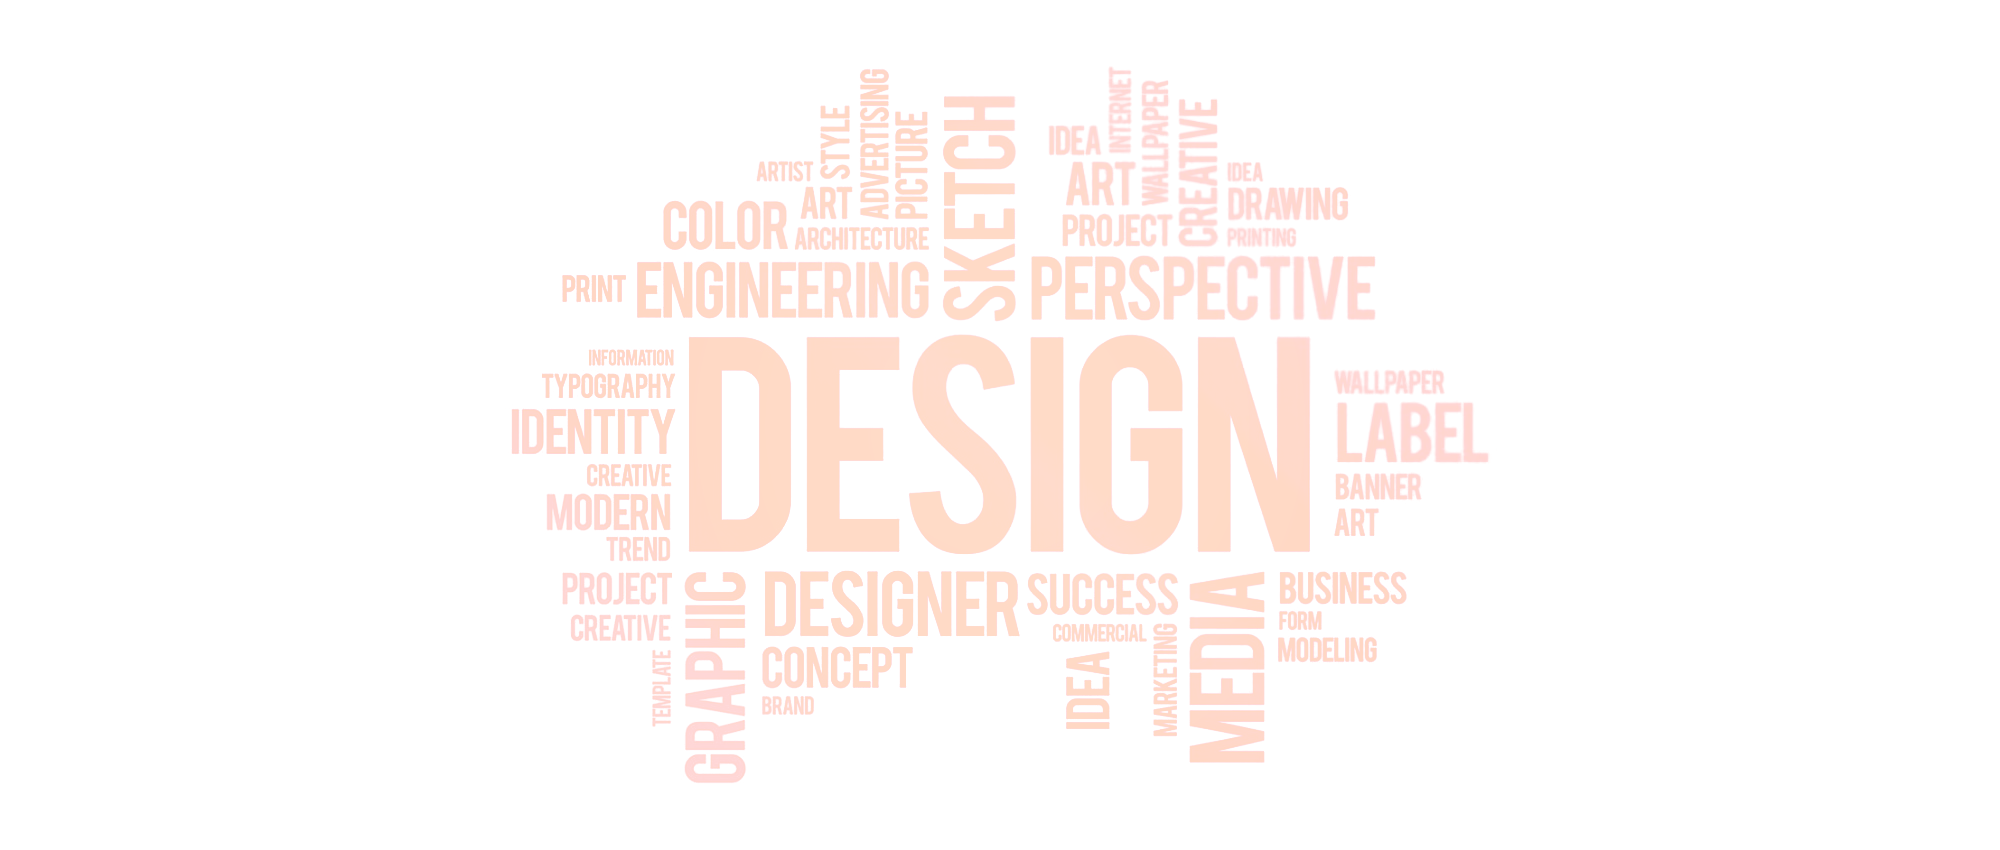 ARTIST
STYLE
ADVERTISING
PICTURE
ART
COLOR
ARCHITECTURE
PRINT
ENGINEERING
SKETCH
IDEA
INTERNET
WALLPAPER
CREATIVE
ART
PROJECT
IDEA
DRAWING
PRINTING
PERSPECTIVE
INFORMATION
TYPOGRAPHY
IDENTITY
CREATIVE
MODERN
TREND
DESIGN
WALLPAPER
LABEL
BANNER
ART
PROJECT
CREATIVE
TEMPLATE
GRAPHIC
DESIGNER
CONCEPT
BRAND
SUCCESS
COMMERCIAL
IDEA
MARKETING
MEDIA
BUSINESS
FORM
MODELING